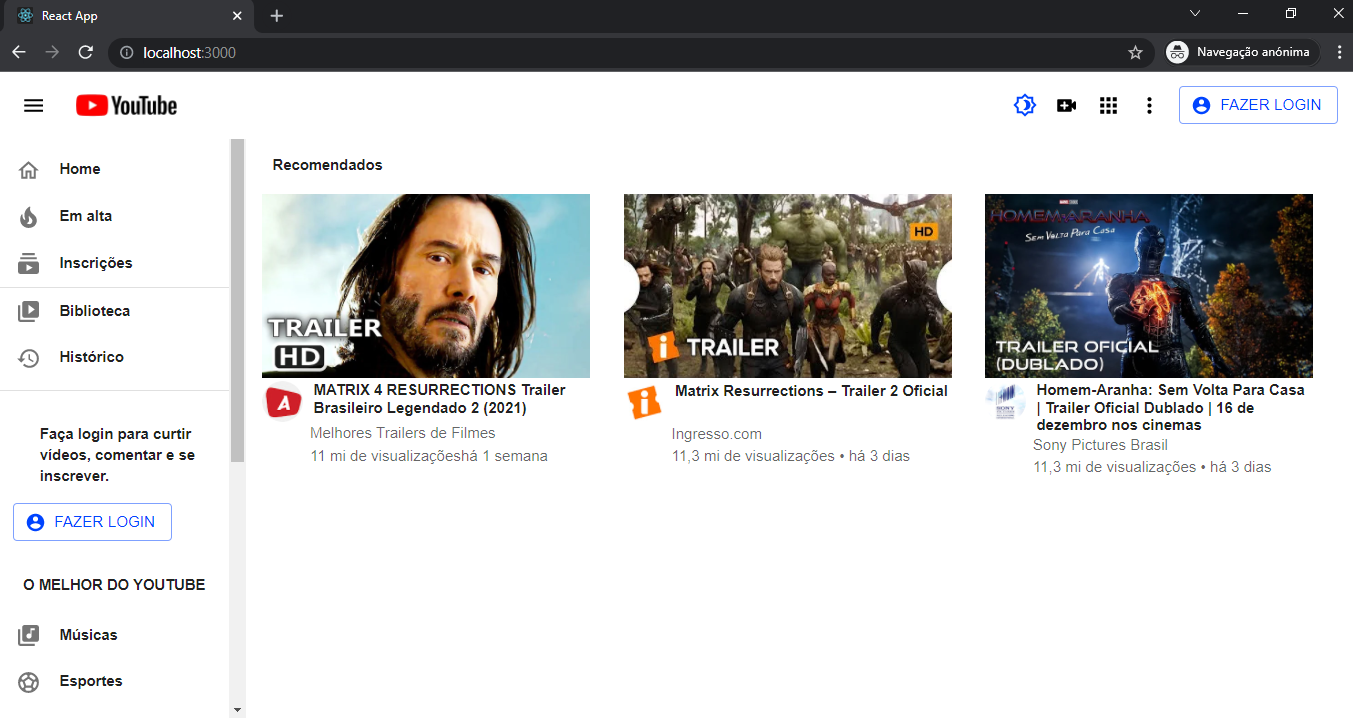 React App
localhost:3000
Navegação anónima
YouTube
FAZER LOGIN
Home
Em alta
Inscrições
Biblioteca
Histórico
Faça login para curtir
vídeos, comentar e se
inscrever.
FAZER LOGIN
O MELHOR DO YOUTUBE
Músicas
Esportes
Recomendados
TRAILER
HD
A
MATRIX 4 RESURRECTIONS Trailer
Brasileiro Legendado 2 (2021)
Melhores Trailers de Filmes
11 mi de visualizaçõeshá 1 semana
HD
i TRAILER
i
Matrix Resurrections – Trailer 2 Oficial
Ingresso.com
11,3 mi de visualizações • há 3 dias
HOMEM-ARANHA
SEM VOLTA PARA CASA
TRAILER OFICIAL
(DUBLADO)
SONY
Homem-Aranha: Sem Volta Para Casa
| Trailer Oficial Dublado | 16 de
dezembro nos cinemas
Sony Pictures Brasil
11,3 mi de visualizações • há 3 dias